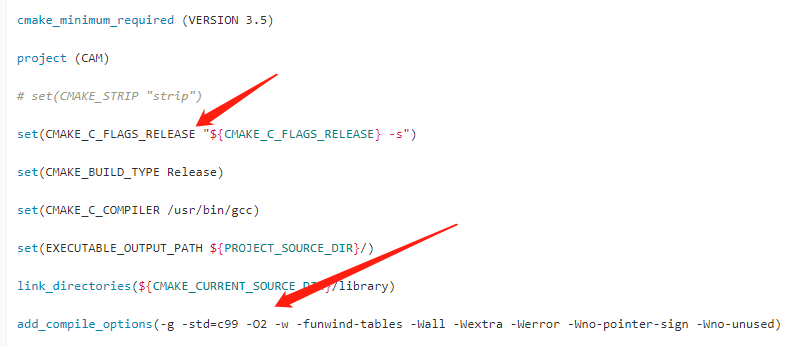 cmake_minimum_required (VERSION 3.5)
project (CAM)
# set(CMAKE_STRIP "strip")
set(CMAKE_C_FLAGS_RELEASE "${CMAKE_C_FLAGS_RELEASE} -s")
set(CMAKE_BUILD_TYPE Release)
set(CMAKE_C_COMPILER /usr/bin/gcc)
set(EXECUTABLE_OUTPUT_PATH ${PROJECT_SOURCE_DIR}/)
link_directories(${CMAKE_CURRENT_SOURCE_DIR}/library)
add_compile_options(-g -std=c99 -O2 -w -funwind-tables -Wall -Wextra -Werror -Wno-pointer-sign -Wno-unused)